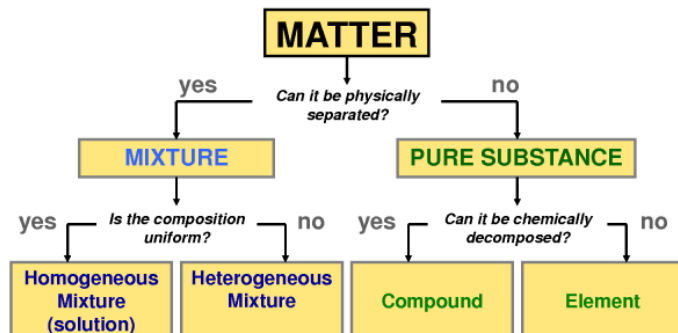 MATTER
yes
no
Can it be physically
separated?
MIXTURE
PURE SUBSTANCE
yes
Is the composition
uniform?
no
yes
Can it be chemically
decomposed?
no
Homogeneous
Mixture
(solution)
Heterogeneous
Mixture
Compound
Element